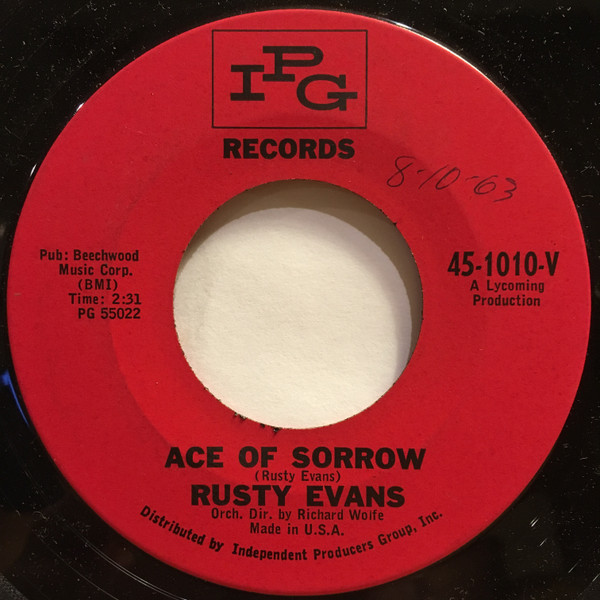 IPG
RECORDS
8-10-63
Pub: Beechwood
Music Corp.
(BMI)
Time: 2:31
PG 55022
45-1010-V
A Lycoming
Production
ACE OF SORROW
(Rusty Evans)
RUSTY EVANS
Orch. Dir. by Richard Wolfe
Made in U.S.A.
Distributed by Independent Producers Group, Inc.